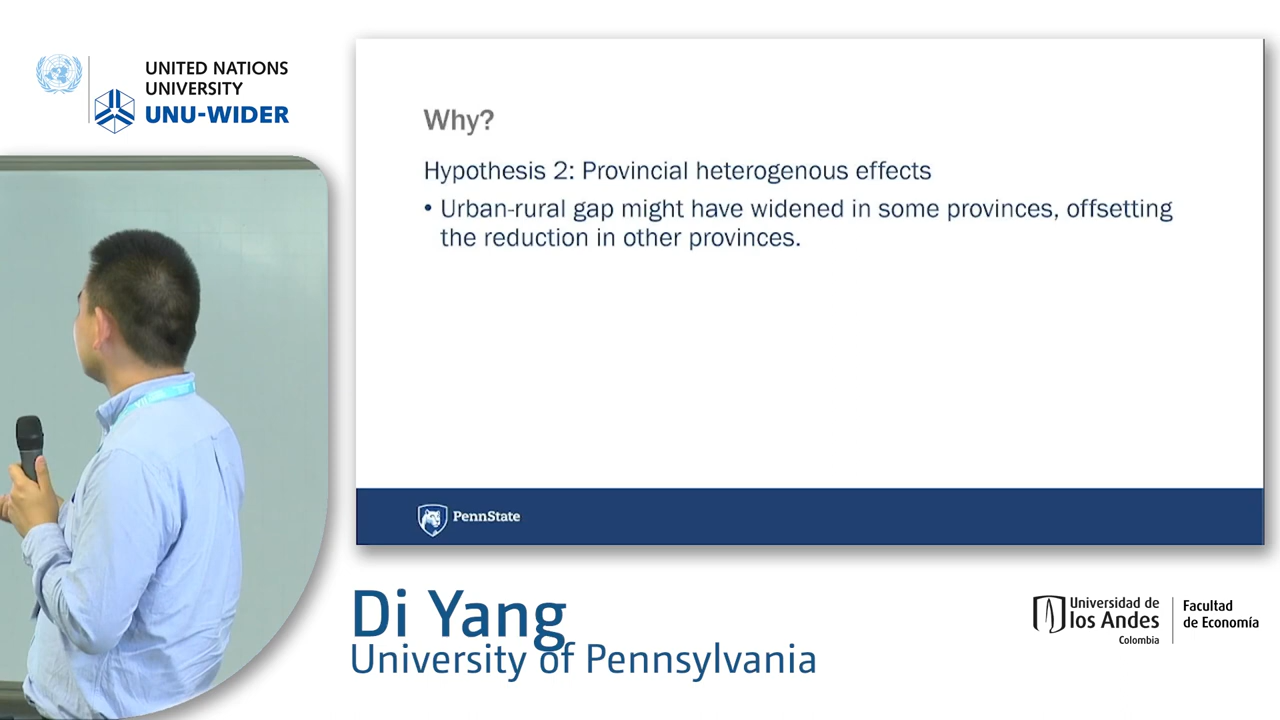 UNITED NATIONS
UNIVERSITY
UNU-WIDER
Why?
Hypothesis 2: Provincial heterogenous effects
• Urban-rural gap might have widened in some provinces, offsetting
the reduction in other provinces.
PennState
Di Yang
University of Pennsylvania
Universidad de
los Andes
Colombia
Facultad
de Economía